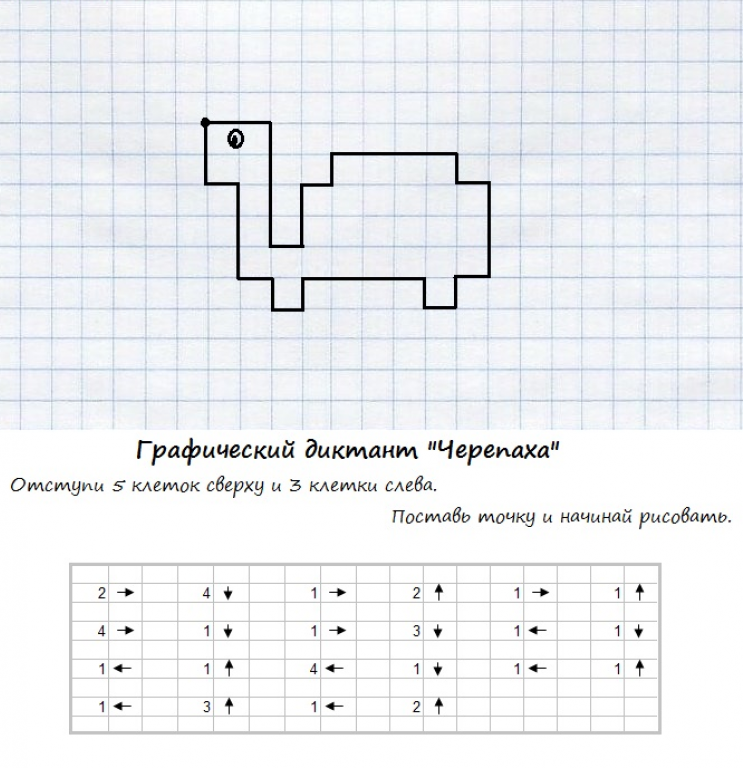 Графический диктант "Черепаха"
Отступи 5 клеток сверху и 3 клетки слева.
Поставь точку и начинай рисовать.
2 → 4 ↓ 1 → 2 ↑ 1 → 1 ↑
4 → 1 ↓ 1 → 3 ↓ 1 ← 1 ↓
1 ← 1 ↑ 4 ← 1 ↓ 1 ← 1 ↑
1 ← 3 ↑ 1 ← 2 ↑